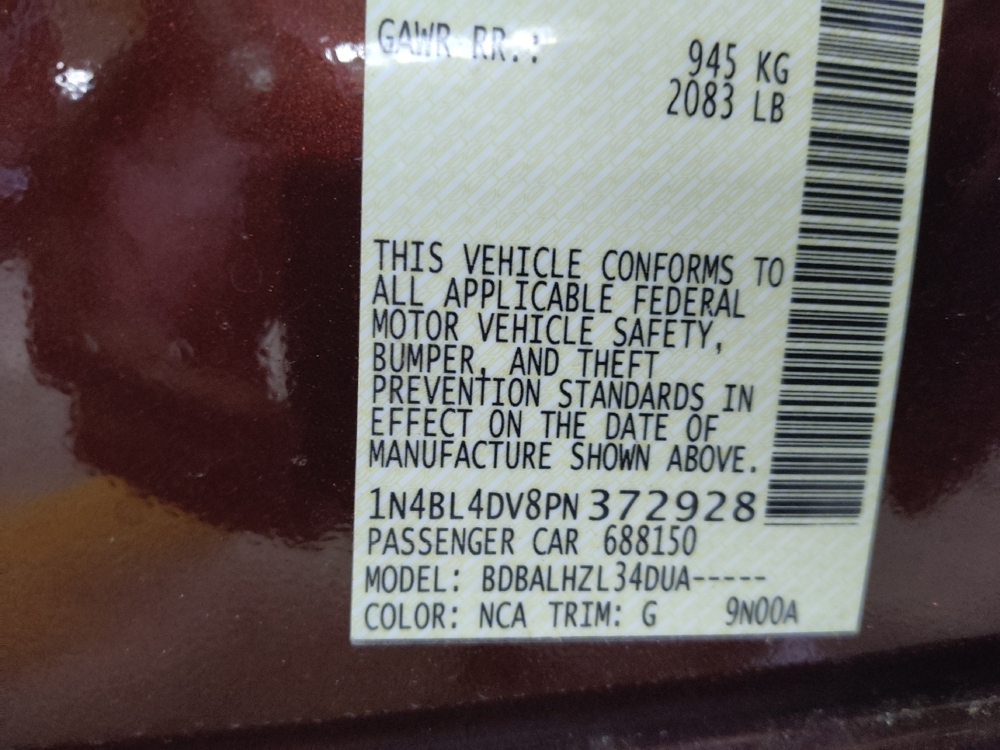 GAWR RR.:
945 KG
2083 LB
THIS VEHICLE CONFORMS TO
ALL APPLICABLE FEDERAL
MOTOR VEHICLE SAFETY,
BUMPER, AND THEFT
PREVENTION STANDARDS IN
EFFECT ON THE DATE OF
MANUFACTURE SHOWN ABOVE.
1N4BL4DV8PN372928
PASSENGER CAR 688150
MODEL: BDBALHZL34DUA-----
COLOR: NCA TRIM: G 9N00A